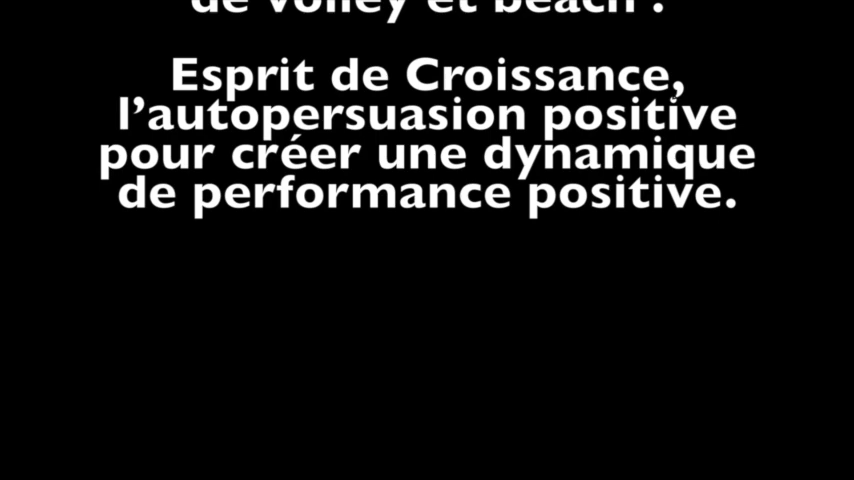 de volley et beach :
Esprit de Croissance,
l’autopersuasion positive
pour créer une dynamique
de performance positive.